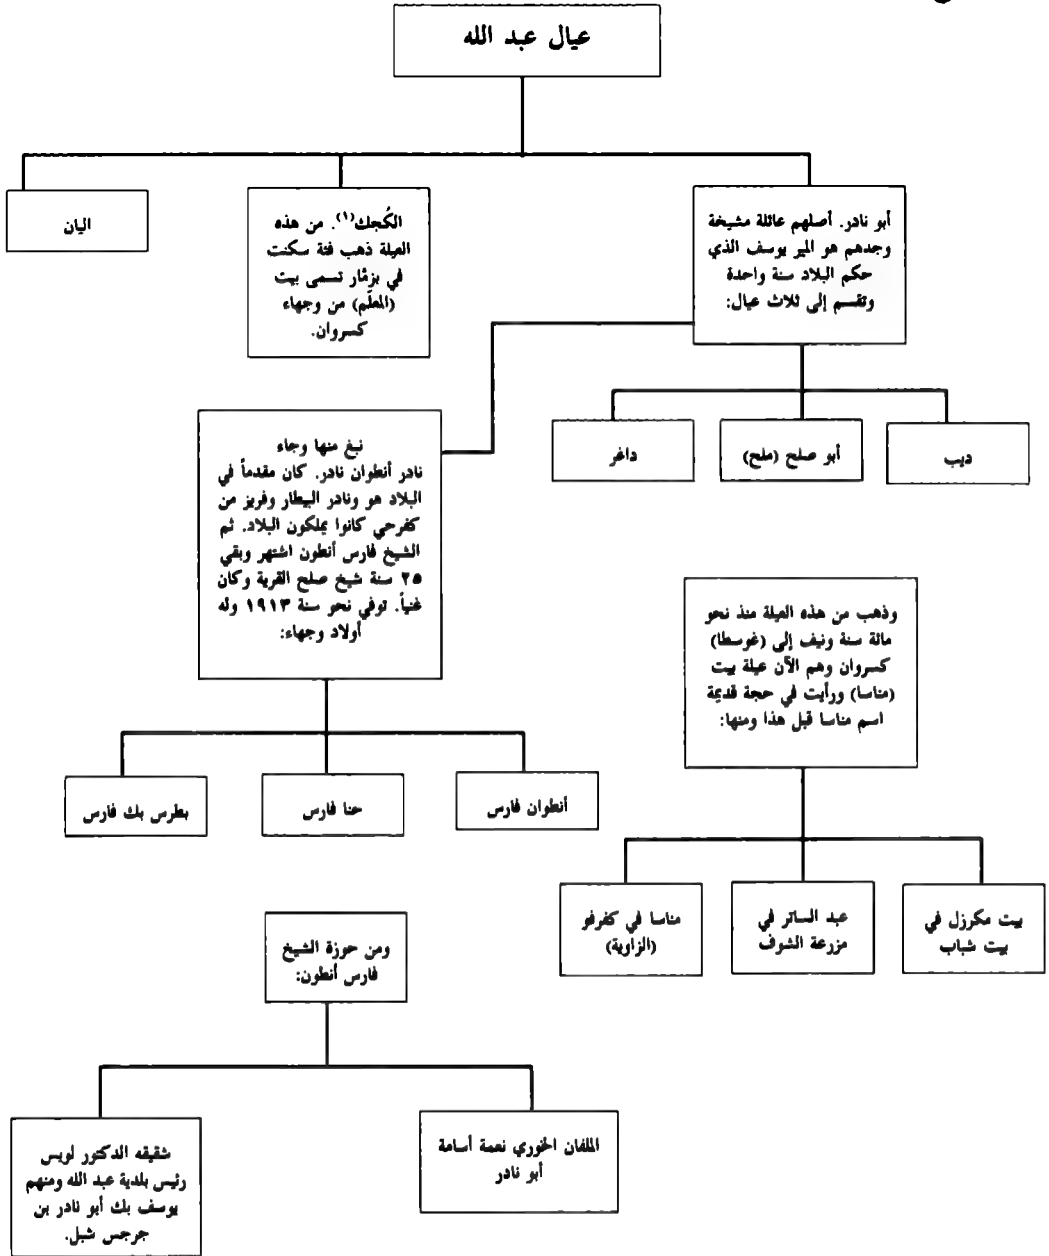 عيال عبد الله
أبو نادر. أصلهم عائلة مشيخة
وجدهم هو المير يوسف الذي
حكم البلاد سنة واحدة
وتقسم إلى ثلاث عيال:
الكُجك(١). من هذه
العيلة ذهب فئة سكنت
في بزمّار تسمى بيت
(المعلّم) من وجهاء
كسروان.
اليان
ديب
أبو صلح (ملح)
داغر
نبغ منها وجاء
نادر أنطوان نادر. كان مقدماً في
البلاد هو ونادر البيطار وفريز من
كفرحي كانوا يملكون البلاد. ثم
الشيخ فارس أنطون اشتهر وبقي
٢٥ سنة شيخ صلح القرية وكان
غنياً. توفي نحو سنة ١٩١٣ وله
أولاد وجهاء:
وذهب من هذه العيلة منذ نحو
مائة سنة ونيف إلى (غوسطا)
كسروان وهم الآن عيلة بيت
(مناسا) ورأيت في حجة قديمة
اسم مناسا قبل هذا ومنها:
أنطوان فارس
حنا فارس
بطرس بك فارس
بيت مكرزل في
بيت شباب
عبد الساتر في
مزرعة الشوف
مناسا في كفرفو
(الزاوية)
ومن حوزة الشيخ
فارس أنطون:
الملفان الخوري نعمة أسامة
أبو نادر
شقيقه الدكتور لويس
رئيس بلدية عبد الله ومنهم
يوسف بك أبو نادر بن
جرجس شبل.